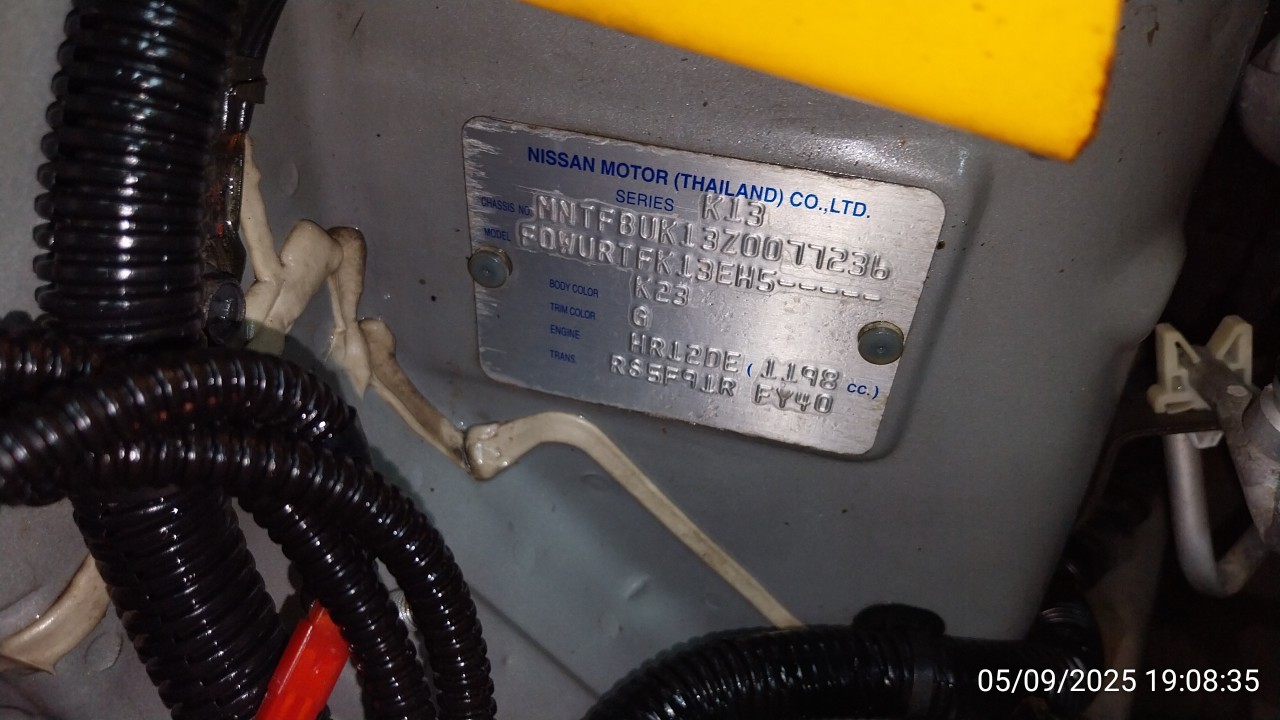 NISSAN MOTOR (THAILAND) CO.,LTD.
SERIES K13
CHASSIS NO. MNTFBUK13Z0077236
MODEL FDWURTFK13EH5-----
BODY COLOR K23
TRIM COLOR G
ENGINE HR12DE ( 1198 cc.)
TRANS RS5F91R FY40
05/09/2025 19:08:35